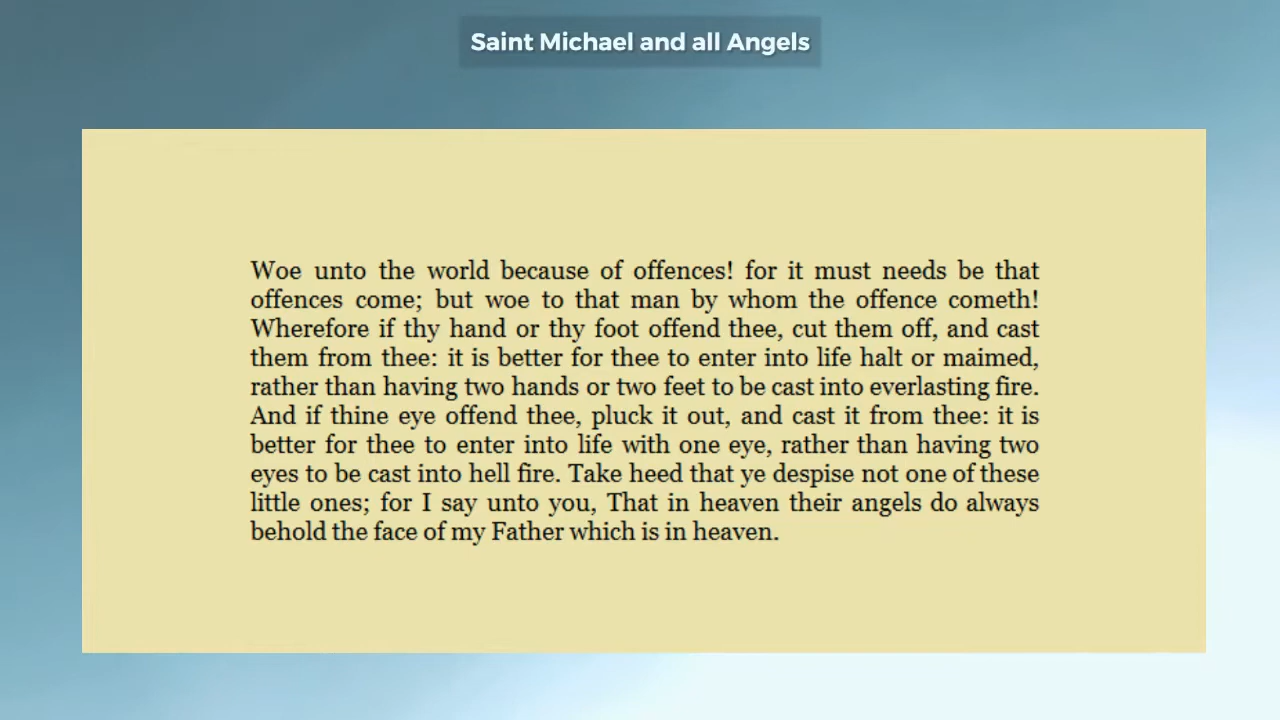 Saint Michael and all Angels
Woe unto the world because of offences! for it must needs be that
offences come; but woe to that man by whom the offence cometh!
Wherefore if thy hand or thy foot offend thee, cut them off, and cast
them from thee: it is better for thee to enter into life halt or maimed,
rather than having two hands or two feet to be cast into everlasting fire.
And if thine eye offend thee, pluck it out, and cast it from thee: it is
better for thee to enter into life with one eye, rather than having two
eyes to be cast into hell fire. Take heed that ye despise not one of these
little ones; for I say unto you, That in heaven their angels do always
behold the face of my Father which is in heaven.